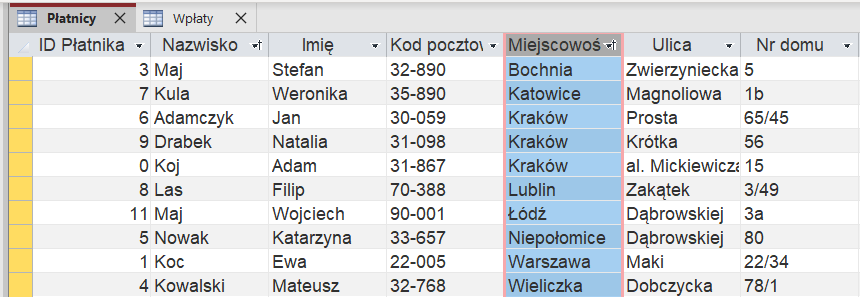 Płatnicy Wpłaty
ID Płatnika Nazwisko Imię Kod pocztow Miejscowoś Ulica Nr domu
3 Maj Stefan 32-890 Bochnia Zwierzyniecka 5
7 Kula Weronika 35-890 Katowice Magnoliowa 1b
6 Adamczyk Jan 30-059 Kraków Prosta 65/45
9 Drabek Natalia 31-098 Kraków Krótka 56
0 Koj Adam 31-867 Kraków al. Mickiewicza 15
8 Las Filip 70-388 Lublin Zakątek 3/49
11 Maj Wojciech 90-001 Łódź Dąbrowskiej 3a
5 Nowak Katarzyna 33-657 Niepołomice Dąbrowskiej 80
1 Koc Ewa 22-005 Warszawa Maki 22/34
4 Kowalski Mateusz 32-768 Wieliczka Dobczycka 78/1